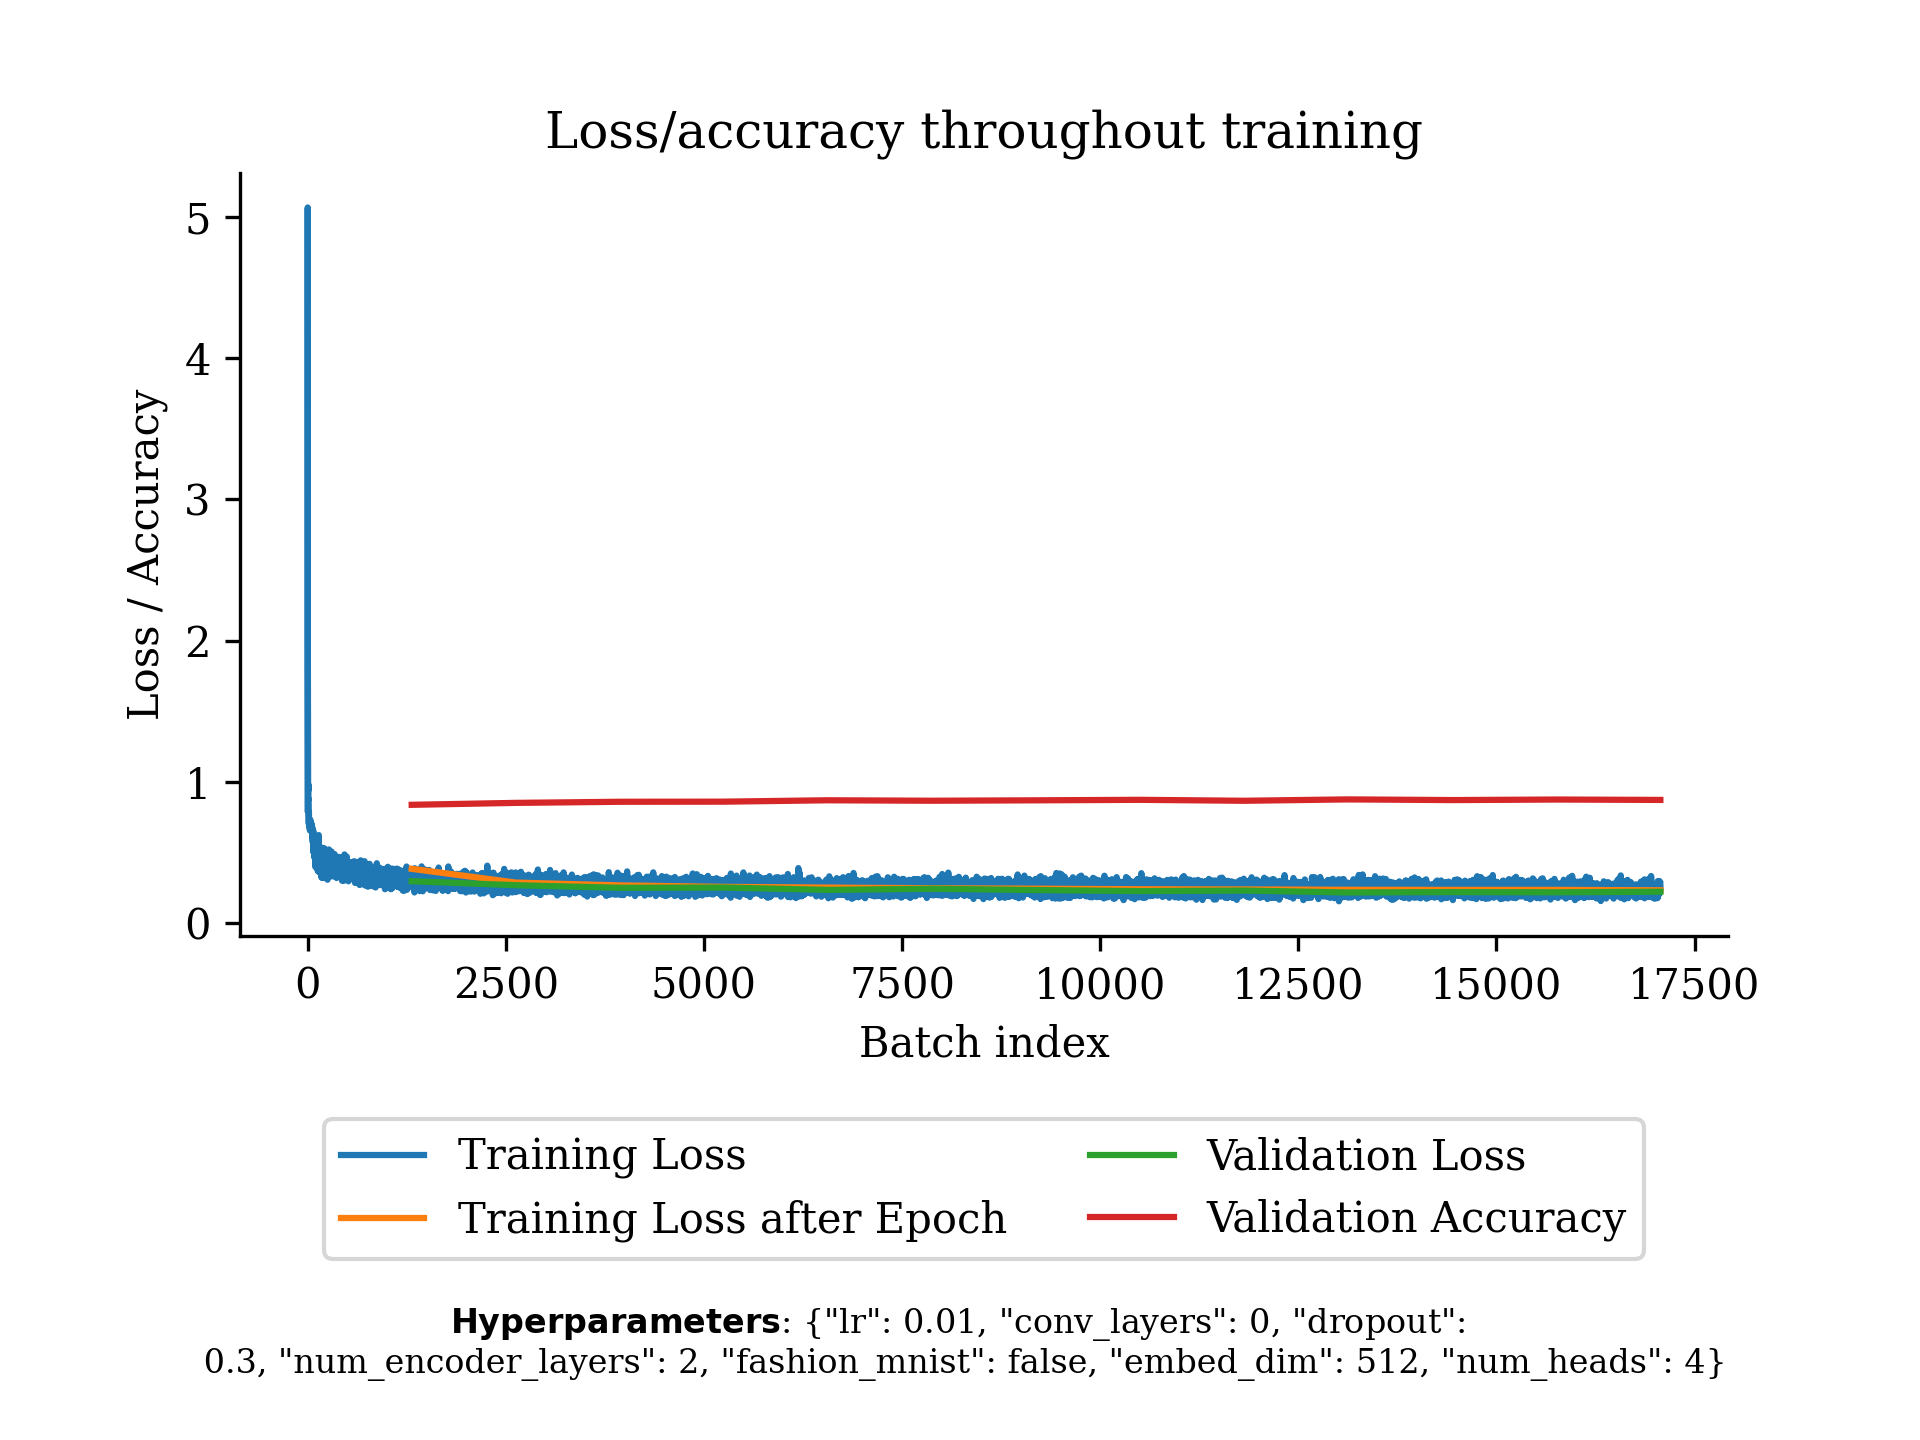 Loss/accuracy throughout training
5
4
3
2
1
0
Loss / Accuracy
0 2500 5000 7500 10000 12500 15000 17500
Batch index
Training Loss
Training Loss after Epoch
Validation Loss
Validation Accuracy
Hyperparameters: {"lr": 0.01, "conv_layers": 0, "dropout":
0.3, "num_encoder_layers": 2, "fashion_mnist": false, "embed_dim": 512, "num_heads": 4}